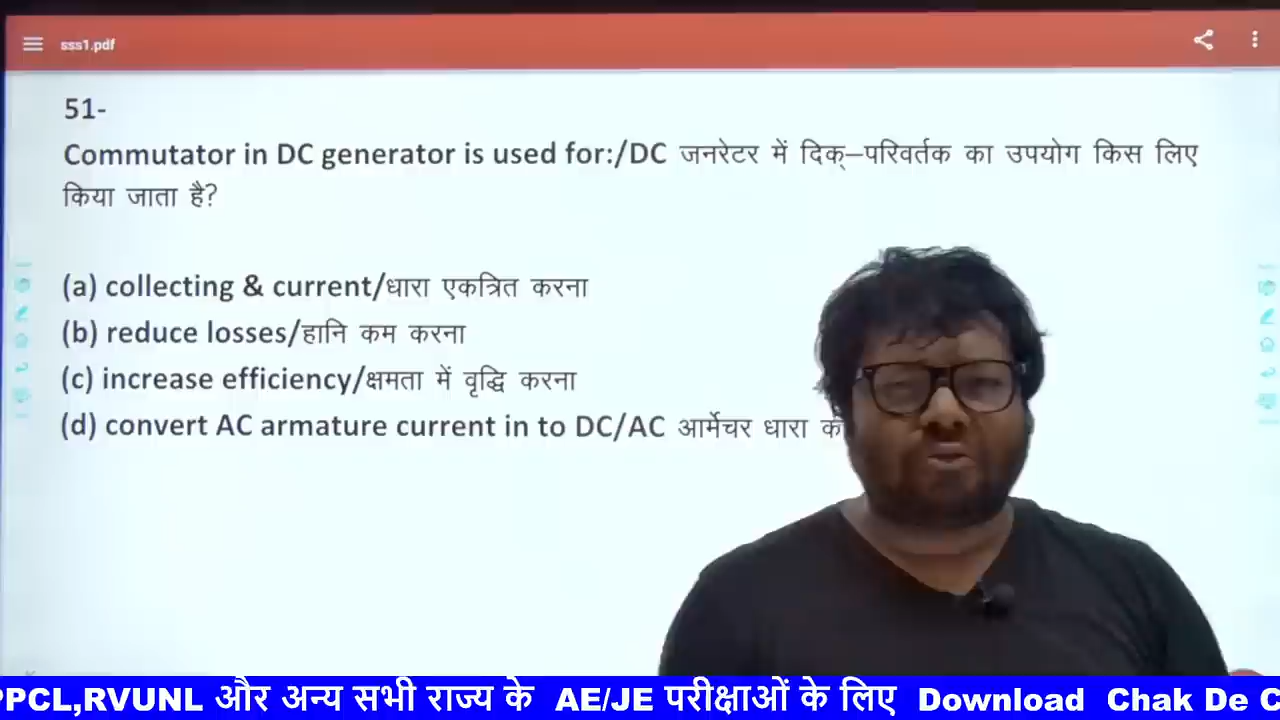 sss1.pdf
51-
Commutator in DC generator is used for:/DC जनरेटर में दिक्–परिवर्तक का उपयोग किस लिए
किया जाता है?
(a) collecting & current/धारा एकत्रित करना
(b) reduce losses/हानि कम करना
(c) increase efficiency/क्षमता में वृद्धि करना
(d) convert AC armature current in to DC/AC आर्मेचर धारा
PPCL,RVUNL और अन्य सभी राज्य के AE/JE परीक्षाओं के लिए Download Chak De